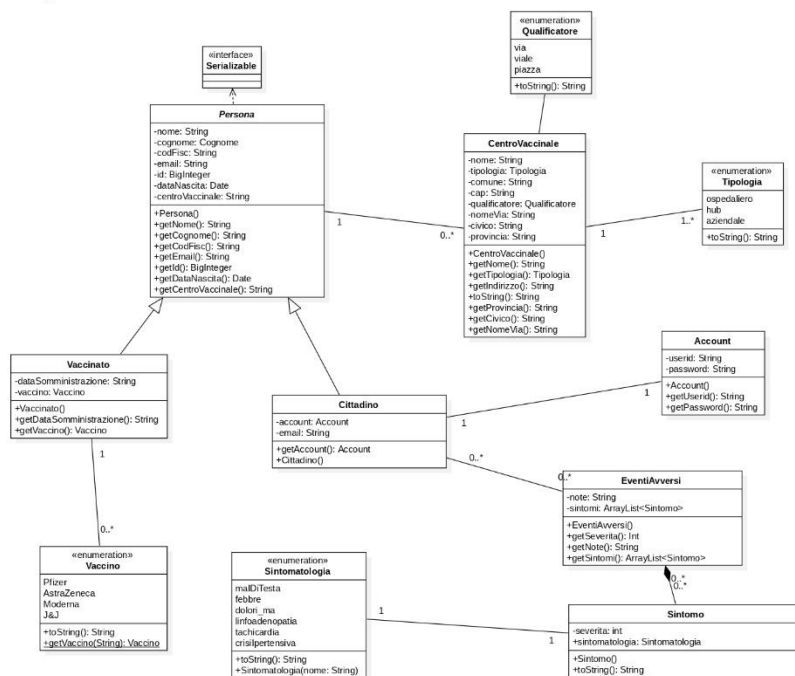 «enumeration»
Qualificatore
via
viale
piazza
+toString(): String
«interface»
Serializable
Persona
-nome: String
-cognome: Cognome
-codFisc: String
-email: String
-id: BigInteger
-dataNascita: Date
-centroVaccinale: String
+Persona()
+getNome(): String
+getCognome(): String
+getCodFisc(): String
+getEmail(): String
+getId(): BigInteger
+getDataNascita(): Date
+getCentroVaccinale(): String
1
0..*
CentroVaccinale
-nome: String
-tipologia: Tipologia
-comune: String
-cap: String
-qualificatore: Qualificatore
-nomeVia: String
-civico: String
-provincia: String
+CentroVaccinale()
+getNome(): String
+getTipologia(): Tipologia
+getIndirizzo(): String
+toString(): String
+getProvincia(): String
+getCivico(): String
+getNomeVia(): String
1
1..*
«enumeration»
Tipologia
ospedaliero
hub
aziendale
+toString(): String
Vaccinato
-dataSomministrazione: String
-vaccino: Vaccino
+Vaccinato()
+getDataSomministrazione(): String
+getVaccino(): Vaccino
1
0..*
Cittadino
-account: Account
-email: String
+getAccount(): Account
+Cittadino()
1
1
Account
-userid: String
-password: String
+Account()
+getUserid(): String
+getPassword(): String
0..*
0..*
EventiAvversi
-note: String
-sintomi: ArrayList<Sintomo>
+EventiAvversi()
+getSeverita(): Int
+getNote(): String
+getSintomi(): ArrayList<Sintomo>
0..*
0..*
«enumeration»
Vaccino
Pfizer
AstraZeneca
Moderna
J&J
+toString(): String
+getVaccino(String): Vaccino
«enumeration»
Sintomatologia
malDiTesta
febbre
dolori_ma
linfoadenopatia
tachicardia
crisiIpertensiva
+toString(): String
+Sintomatologia(nome: String)
1
1
Sintomo
-severita: int
+sintomatologia: Sintomatologia
+Sintomo()
+toString(): String